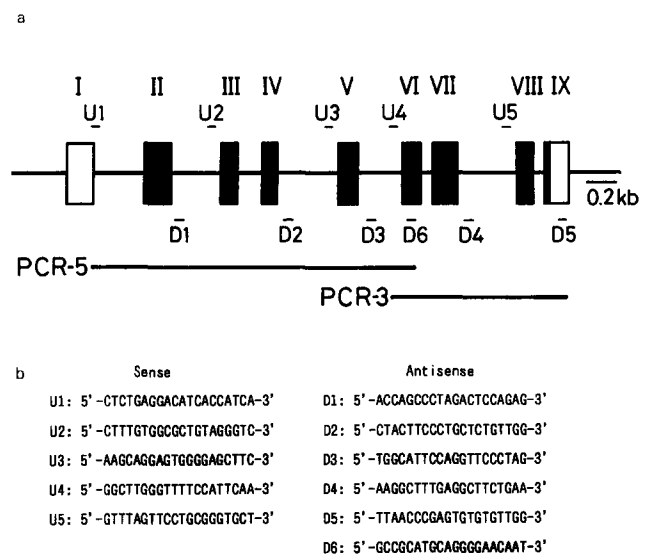 a
I II III IV V VI VII VIII IX
U1 U2 U3 U4 U5
0.2kb
D1 D2 D3 D6 D4 D5
PCR-5
PCR-3
b
Sense Antisense
U1: 5'-CTCTGAGGACATCACCATCA-3' D1: 5'-ACCAGCCCTAGACTCCAGAG-3'
U2: 5'-CTTTGTGGCGCTGTAGGGTC-3' D2: 5'-CTACTTCCCTGCTCTGTTGG-3'
U3: 5'-AAGCAGGAGTGGGGAGCTTC-3' D3: 5'-TGGCATTCCAGGTTCCCTAG-3'
U4: 5'-GGCTTGGGTTTTCCATTCAA-3' D4: 5'-AAGGCTTTGAGGCTTCTGAA-3'
U5: 5'-GTTTAGTTCCTGCGGGTGCT-3' D5: 5'-TTAACCCGAGTGTGTGTTGG-3'
D6: 5'-GCCGCATGCAGGGGAACAAT-3'